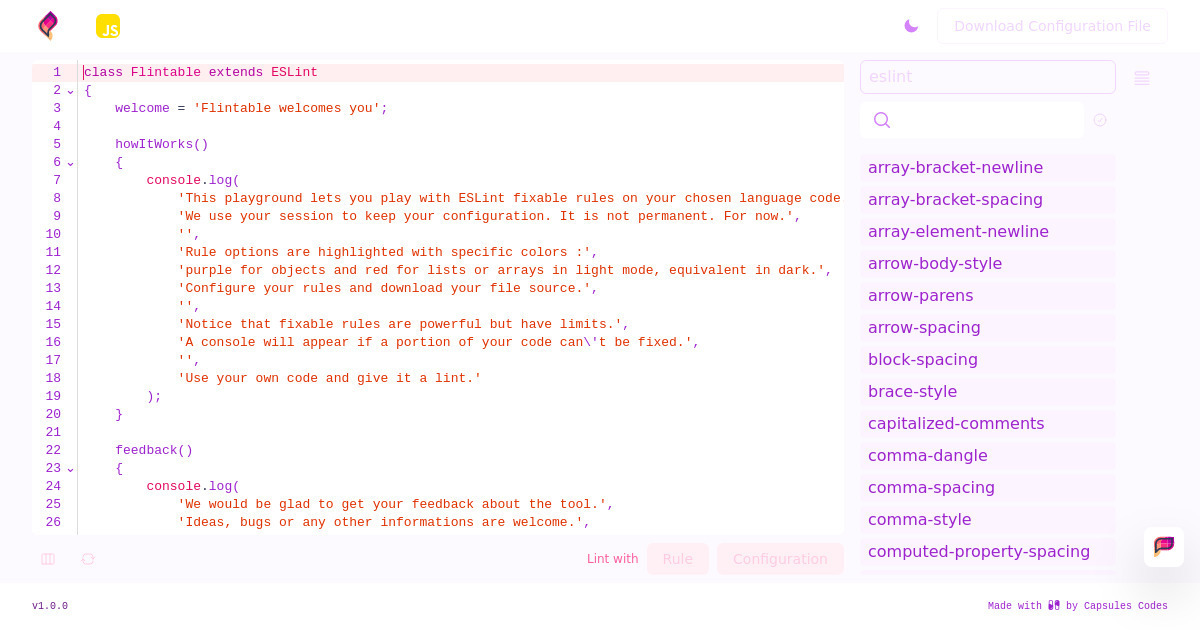 JS
Download Configuration File
1 class Flintable extends ESLint
2 {
3 welcome = 'Flintable welcomes you';
4
5 howItWorks()
6 {
7 console.log(
8 'This playground lets you play with ESLint fixable rules on your chosen language code
9 'We use your session to keep your configuration. It is not permanent. For now.',
10 '',
11 'Rule options are highlighted with specific colors :',
12 'purple for objects and red for lists or arrays in light mode, equivalent in dark.',
13 'Configure your rules and download your file source.',
14 '',
15 'Notice that fixable rules are powerful but have limits.',
16 'A console will appear if a portion of your code can\'t be fixed.',
17 '',
18 'Use your own code and give it a lint.'
19 );
20 }
21
22 feedback()
23 {
24 console.log(
25 'We would be glad to get your feedback about the tool.',
26 'Ideas, bugs or any other informations are welcome.',
Lint with
Rule
Configuration
eslint
array-bracket-newline
array-bracket-spacing
array-element-newline
arrow-body-style
arrow-parens
arrow-spacing
block-spacing
brace-style
capitalized-comments
comma-dangle
comma-spacing
comma-style
computed-property-spacing
v1.0.0
Made with by Capsules Codes